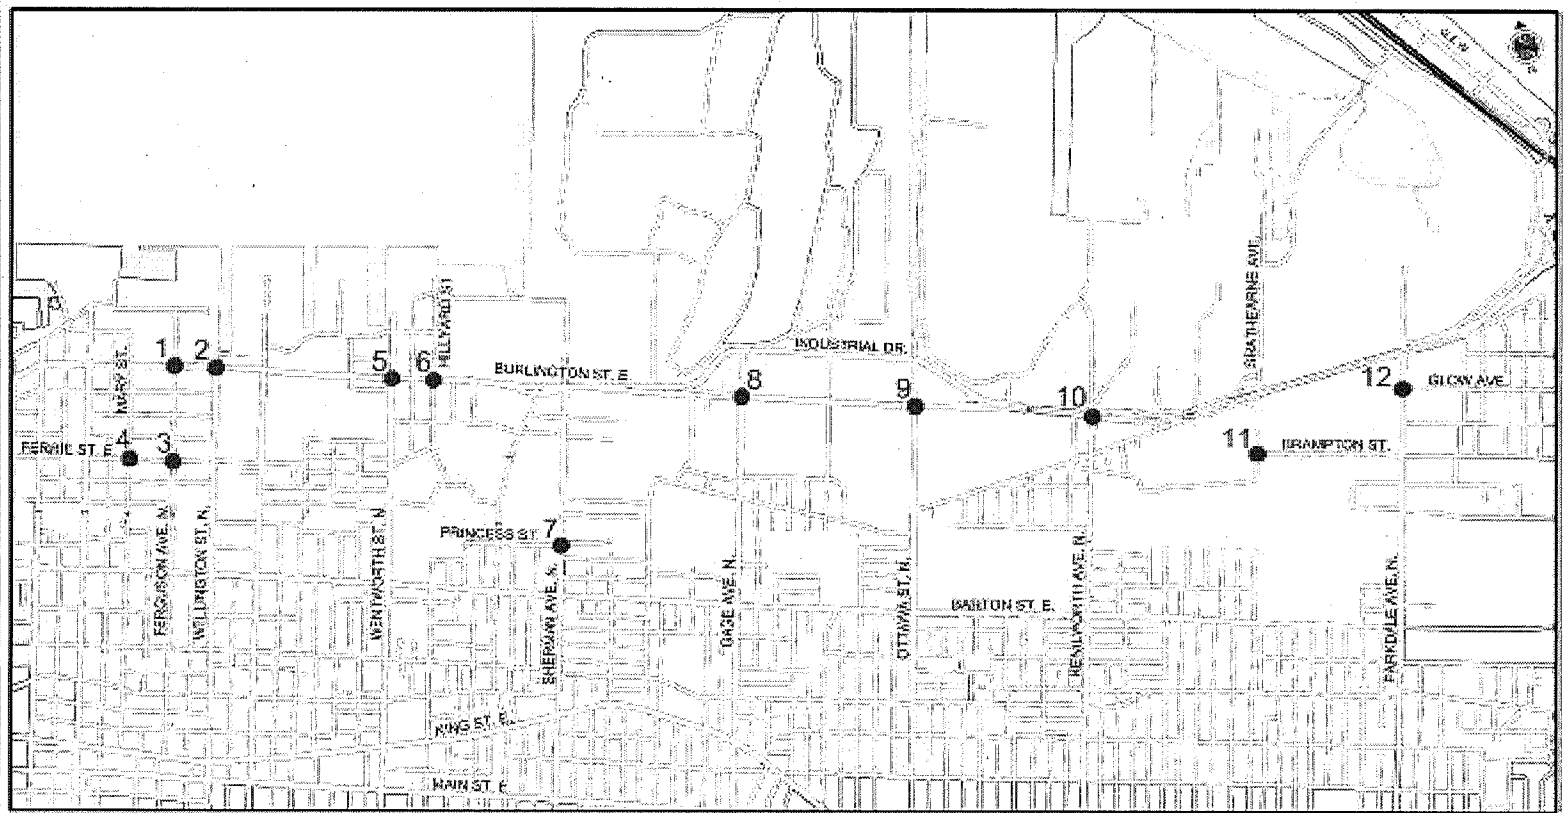 Q.E.W.
STRATHEARNE AVE.
HILLYARD ST.
MARY ST.
1
2
5
6
BURLINGTON ST. E.
INDUSTRIAL DR.
8
9
10
12
GLOW AVE.
FERRIE ST. E.
4
3
11
BRAMPTON ST.
PRINCESS ST.
7
FERGUSON AVE. N.
WELLINGTON ST. N.
WENTWORTH ST. N.
SHERMAN AVE. N.
GAGE AVE. N.
OTTAWA ST. N.
BARTON ST. E.
KENILWORTH AVE. N.
PARKDALE AVE. N.
KING ST. E.
MAIN ST. E